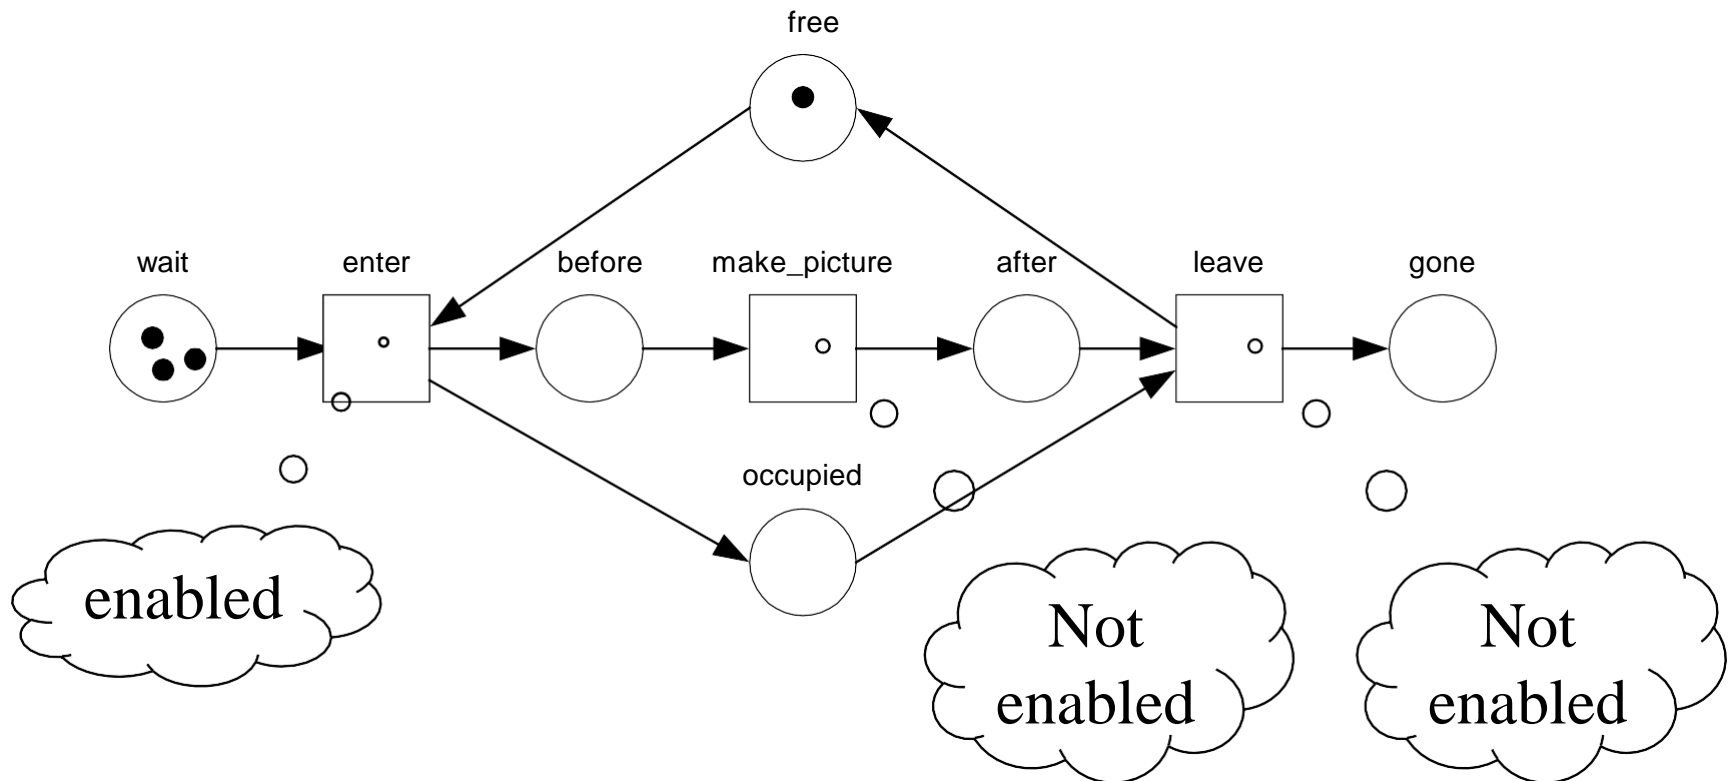 free
wait
enter
before
make_picture
after
leave
gone
occupied
enabled
Not
enabled
Not
enabled